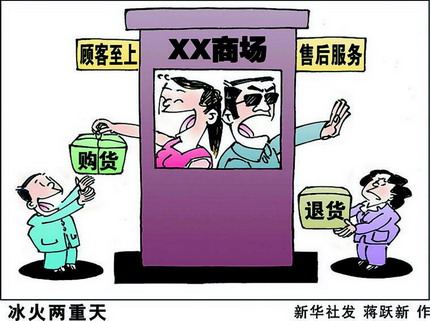 顾客至上
XX商场
售后服务
购货
退货
冰火两重天
新华社发 蒋跃新 作